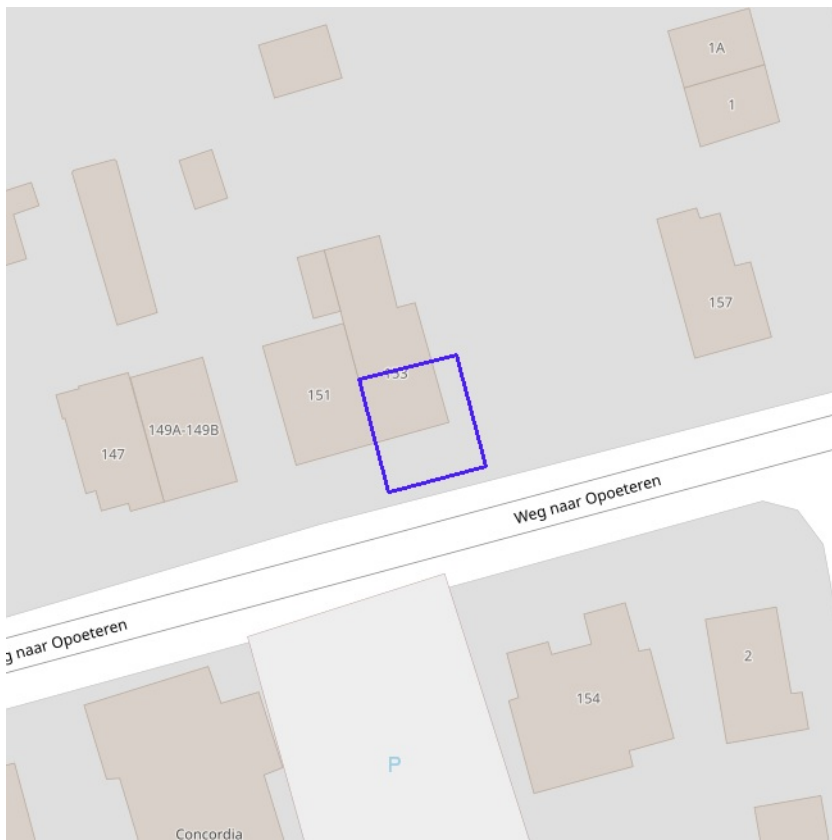 1A
1
157
153
151
149A-149B
147
Weg naar Opoeteren
g naar Opoeteren
2
154
P
Concordia